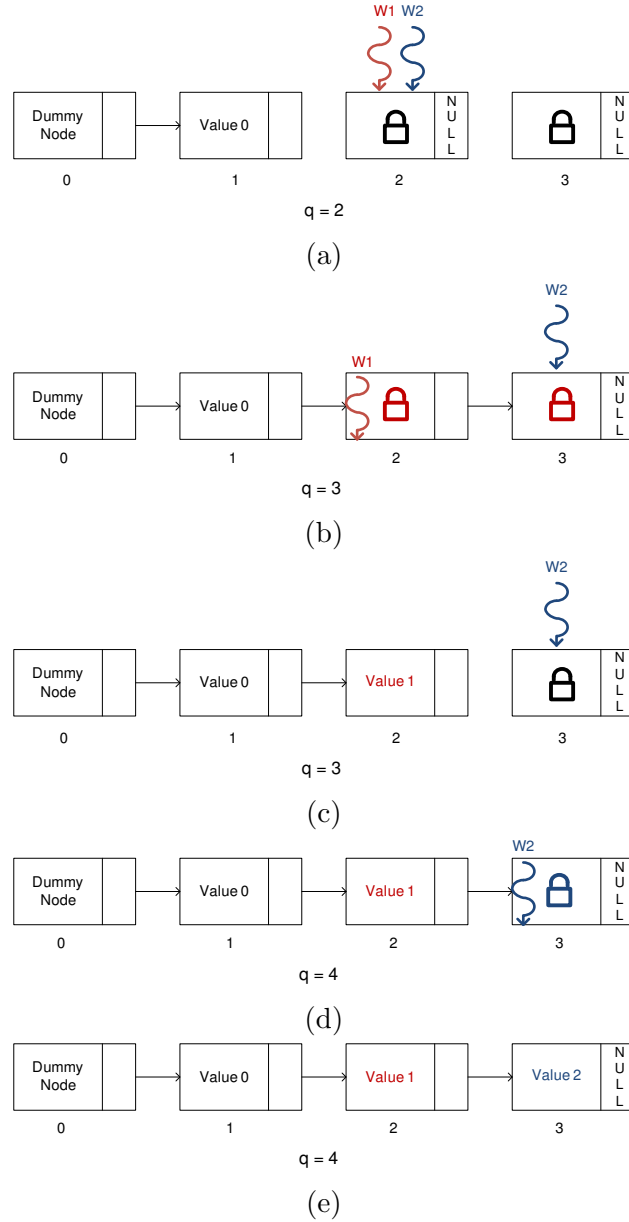 W1 W2
Dummy
Node
Value 0
N
U
L
L
N
U
L
L
0 1 2 3
q = 2
(a)
W2
W1
Dummy
Node
Value 0
N
U
L
L
0 1 2 3
q = 3
(b)
W2
Dummy
Node
Value 0
Value 1
N
U
L
L
0 1 2 3
q = 3
(c)
W2
Dummy
Node
Value 0
Value 1
N
U
L
L
0 1 2 3
q = 4
(d)
Dummy
Node
Value 0
Value 1
Value 2
N
U
L
L
0 1 2 3
q = 4
(e)